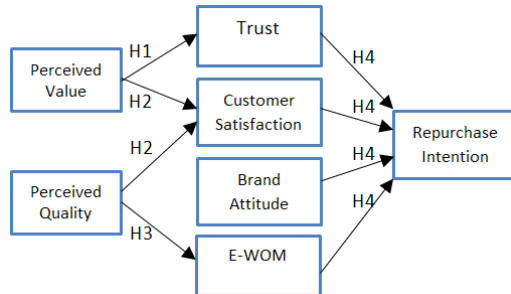 Trust
H1
H4
Perceived
Value
H2
Customer
Satisfaction
H4
Repurchase
Intention
H2
H4
Brand
Attitude
Perceived
Quality
H4
H3
E-WOM